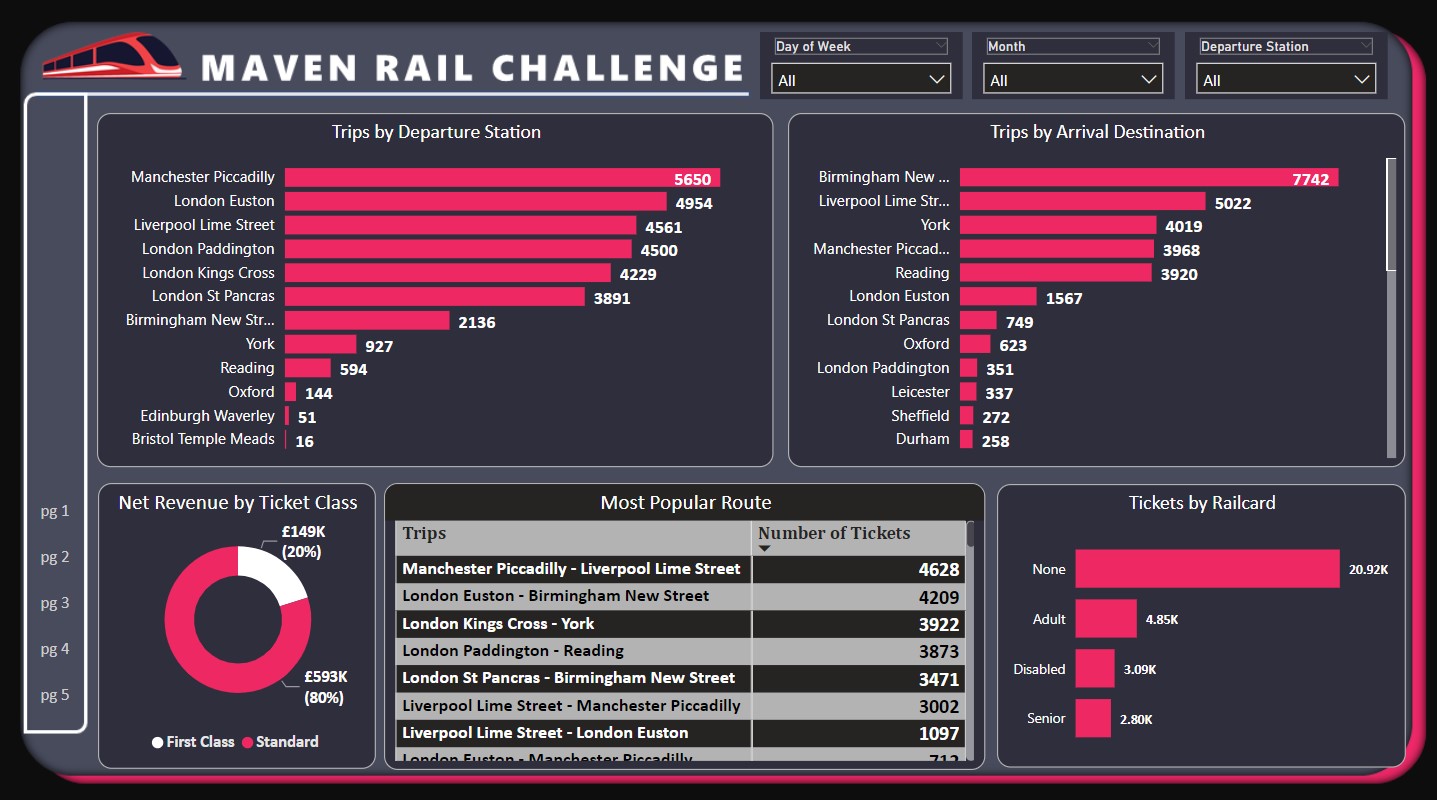 MAVEN RAIL CHALLENGE
Day of Week
All
Month
All
Departure Station
All
Trips by Departure Station
Manchester Piccadilly 5650
London Euston 4954
Liverpool Lime Street 4561
London Paddington 4500
London Kings Cross 4229
London St Pancras 3891
Birmingham New Str... 2136
York 927
Reading 594
Oxford 144
Edinburgh Waverley 51
Bristol Temple Meads 16
Trips by Arrival Destination
Birmingham New ... 7742
Liverpool Lime Str... 5022
York 4019
Manchester Piccad... 3968
Reading 3920
London Euston 1567
London St Pancras 749
Oxford 623
London Paddington 351
Leicester 337
Sheffield 272
Durham 258
pg 1
pg 2
pg 3
pg 4
pg 5
Net Revenue by Ticket Class
£149K
(20%)
£593K
(80%)
First Class Standard
Most Popular Route
Trips Number of Tickets
Manchester Piccadilly - Liverpool Lime Street 4628
London Euston - Birmingham New Street 4209
London Kings Cross - York 3922
London Paddington - Reading 3873
London St Pancras - Birmingham New Street 3471
Liverpool Lime Street - Manchester Piccadilly 3002
Liverpool Lime Street - London Euston 1097
London Euston - Manchester Piccadilly 712
Tickets by Railcard
None 20.92K
Adult 4.85K
Disabled 3.09K
Senior 2.80K